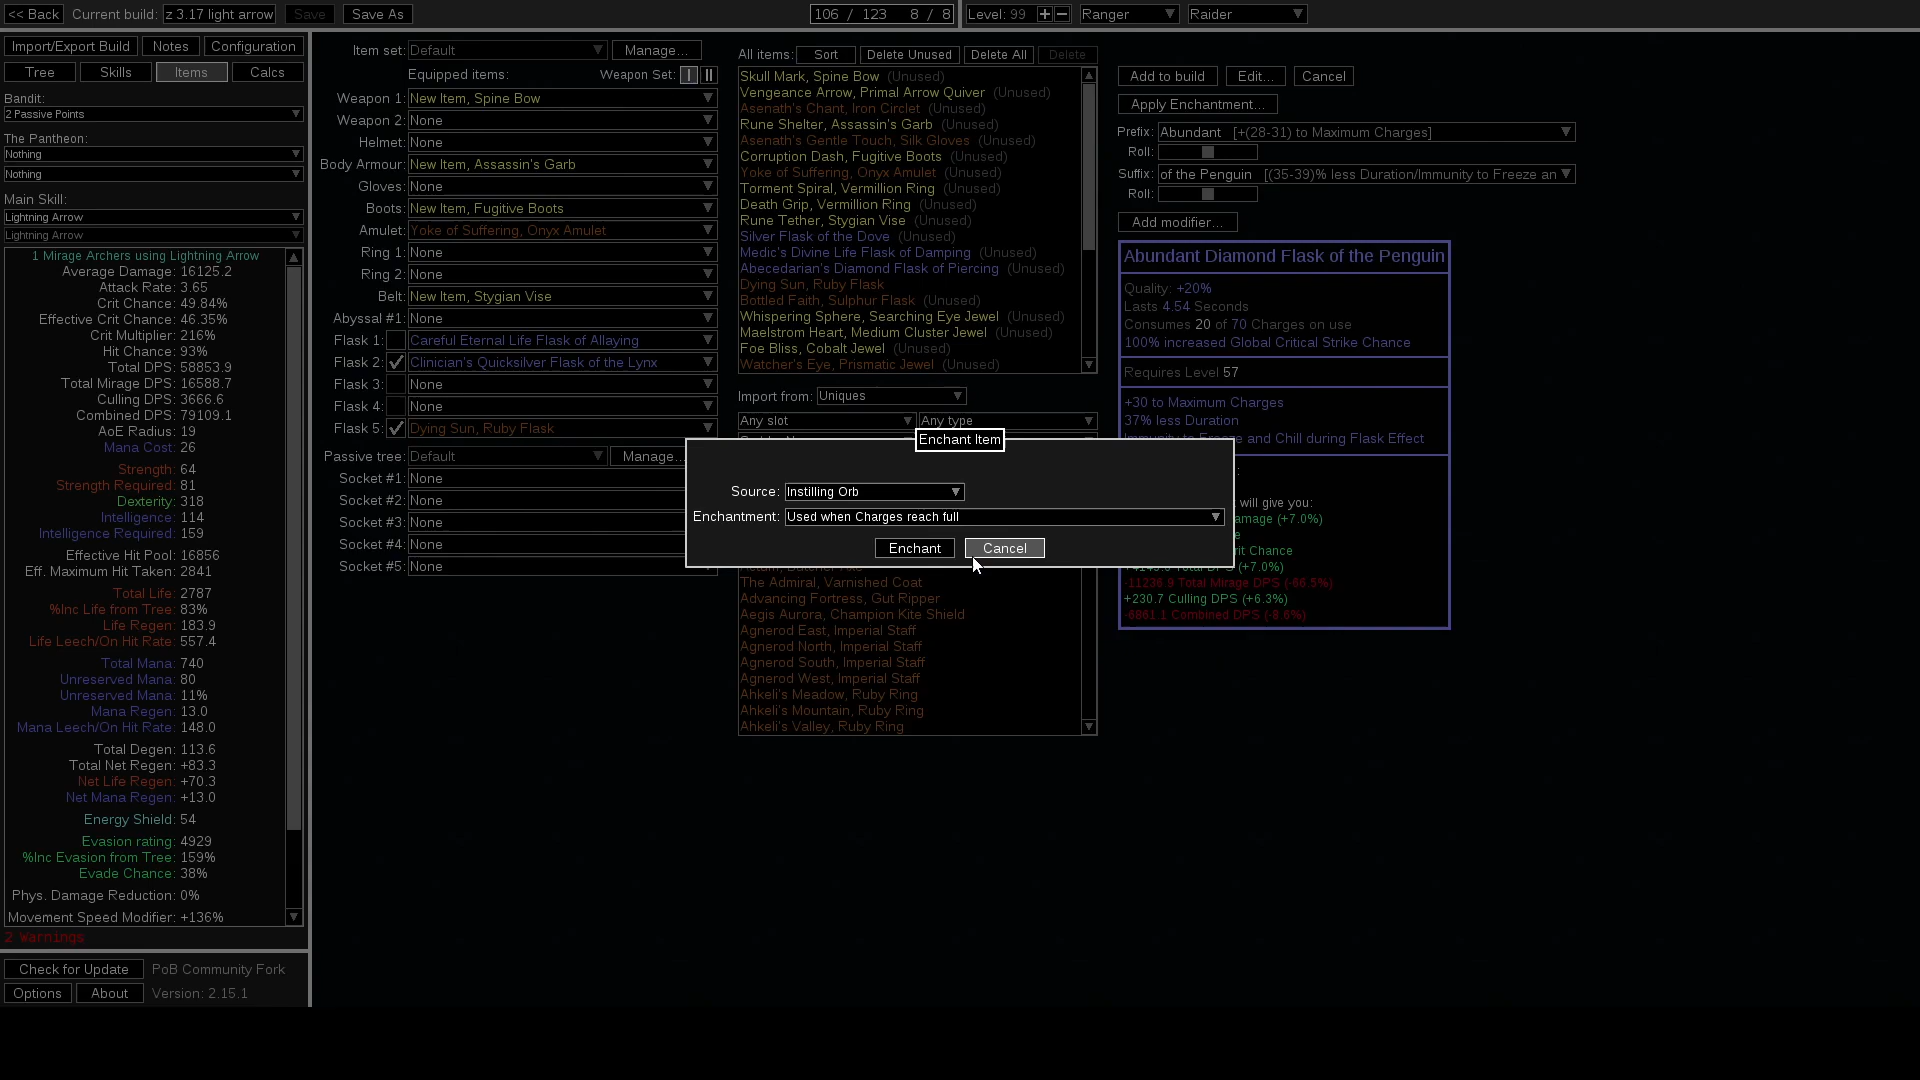 << Back Current build: z 3.17 light arrow Save Save As 106 / 123 8 / 8 Level: 99 + - Ranger Raider
Import/Export Build Notes Configuration
Tree Skills Items Calcs
Bandit:
2 Passive Points
The Pantheon:
Nothing
Nothing
Main Skill:
Lightning Arrow
Lightning Arrow
1 Mirage Archers using Lightning Arrow
Average Damage: 16125.2
Attack Rate: 3.65
Crit Chance: 49.84%
Effective Crit Chance: 46.35%
Crit Multiplier: 216%
Hit Chance: 93%
Total DPS: 58853.9
Total Mirage DPS: 16588.7
Culling DPS: 3666.6
Combined DPS: 79109.1
AoE Radius: 19
Mana Cost: 26
Strength: 64
Strength Required: 81
Dexterity: 318
Intelligence: 114
Intelligence Required: 159
Effective Hit Pool: 16856
Eff. Maximum Hit Taken: 2841
Total Life: 2787
%Inc Life from Tree: 83%
Life Regen: 183.9
Life Leech/On Hit Rate: 557.4
Total Mana: 740
Unreserved Mana: 80
Unreserved Mana: 11%
Mana Regen: 13.0
Mana Leech/On Hit Rate: 148.0
Total Degen: 113.6
Total Net Regen: +83.3
Net Life Regen: +70.3
Net Mana Regen: +13.0
Energy Shield: 54
Evasion rating: 4929
%Inc Evasion from Tree: 159%
Evade Chance: 38%
Phys. Damage Reduction: 0%
Movement Speed Modifier: +136%
2 Warnings
Check for Update PoB Community Fork
Options About Version: 2.15.1
Item set: Default Manage...
Equipped items: Weapon Set: I II
Weapon 1: New Item, Spine Bow
Weapon 2: None
Helmet: None
Body Armour: New Item, Assassin's Garb
Gloves: None
Boots: New Item, Fugitive Boots
Amulet: Yoke of Suffering, Onyx Amulet
Ring 1: None
Ring 2: None
Belt: New Item, Stygian Vise
Abyssal #1: None
Flask 1: Careful Eternal Life Flask of Allaying
Flask 2: Clinician's Quicksilver Flask of the Lynx
Flask 3: None
Flask 4: None
Flask 5: Dying Sun, Ruby Flask
Passive tree: Default Manage...
Socket #1: None
Socket #2: None
Socket #3: None
Socket #4: None
Socket #5: None
All items: Sort Delete Unused Delete All Delete
Skull Mark, Spine Bow (Unused)
Vengeance Arrow, Primal Arrow Quiver (Unused)
Asenath's Chant, Iron Circlet (Unused)
Rune Shelter, Assassin's Garb (Unused)
Asenath's Gentle Touch, Silk Gloves (Unused)
Corruption Dash, Fugitive Boots (Unused)
Yoke of Suffering, Onyx Amulet (Unused)
Torment Spiral, Vermillion Ring (Unused)
Death Grip, Vermillion Ring (Unused)
Rune Tether, Stygian Vise (Unused)
Silver Flask of the Dove (Unused)
Medic's Divine Life Flask of Damping (Unused)
Abecedarian's Diamond Flask of Piercing (Unused)
Dying Sun, Ruby Flask
Bottled Faith, Sulphur Flask (Unused)
Whispering Sphere, Searching Eye Jewel (Unused)
Maelstrom Heart, Medium Cluster Jewel (Unused)
Foe Bliss, Cobalt Jewel (Unused)
Watcher's Eye, Prismatic Jewel (Unused)
Import from: Uniques
Any slot Any type
Enchant Item
Source: Instilling Orb
Enchantment: Used when Charges reach full
Enchant Cancel
The Admiral, Varnished Coat
Advancing Fortress, Gut Ripper
Aegis Aurora, Champion Kite Shield
Agnerod East, Imperial Staff
Agnerod North, Imperial Staff
Agnerod South, Imperial Staff
Agnerod West, Imperial Staff
Ahkeli's Meadow, Ruby Ring
Ahkeli's Mountain, Ruby Ring
Ahkeli's Valley, Ruby Ring
Add to build Edit... Cancel
Apply Enchantment...
Prefix: Abundant [+(28-31) to Maximum Charges]
Roll:
Suffix: of the Penguin [(35-39)% less Duration/Immunity to Freeze an
Roll:
Add modifier...
Abundant Diamond Flask of the Penguin
Quality: +20%
Lasts 4.54 Seconds
Consumes 20 of 70 Charges on use
100% increased Global Critical Strike Chance
Requires Level 57
+30 to Maximum Charges
37% less Duration
Immunity to Freeze and Chill during Flask Effect
will give you:
amage (+7.0%)
rit Chance
Total DPS (+7.0%)
-11236.9 Total Mirage DPS (-66.5%)
+230.7 Culling DPS (+6.3%)
-6861.1 Combined DPS (-8.6%)